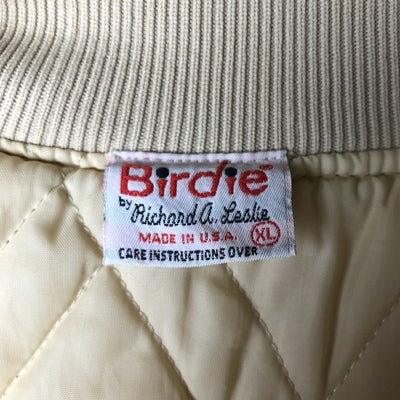 Birdie
by Richard A. Leslie
MADE IN U.S.A. XL
CARE INSTRUCTIONS OVER